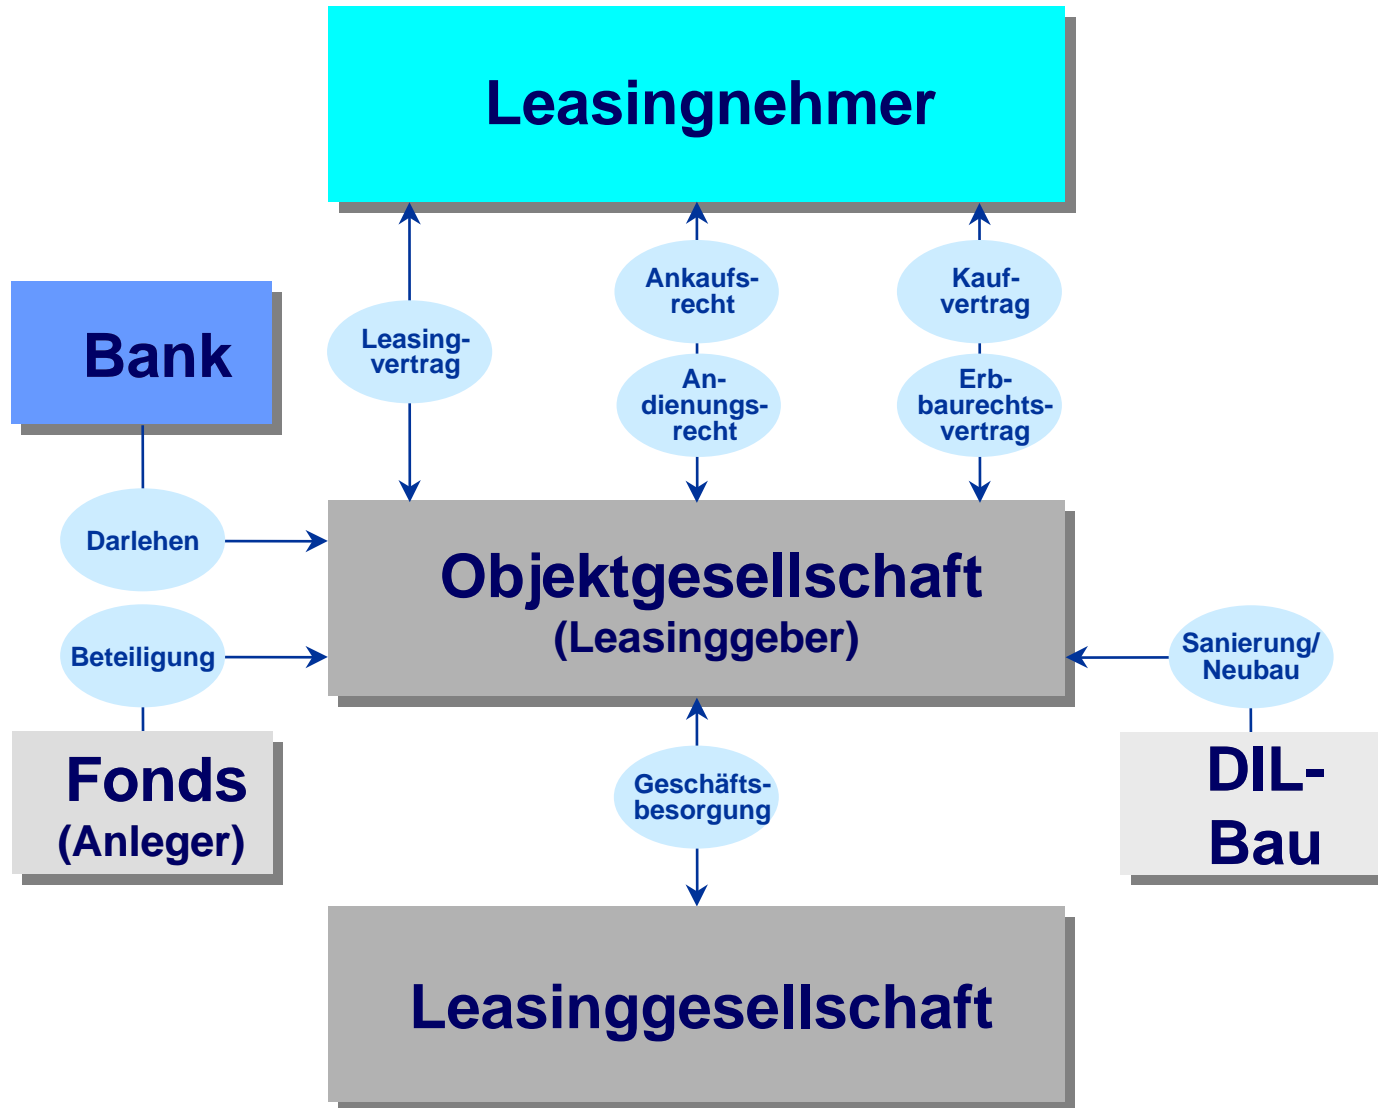 Leasingnehmer
Ankaufs-
recht
Kauf-
vertrag
Bank
Leasing-
vertrag
An-
dienungs-
recht
Erb-
baurechts-
vertrag
Darlehen
Objektgesellschaft
(Leasinggeber)
Beteiligung
Sanierung/
Neubau
Fonds
(Anleger)
Geschäfts-
besorgung
DIL-
Bau
Leasinggesellschaft